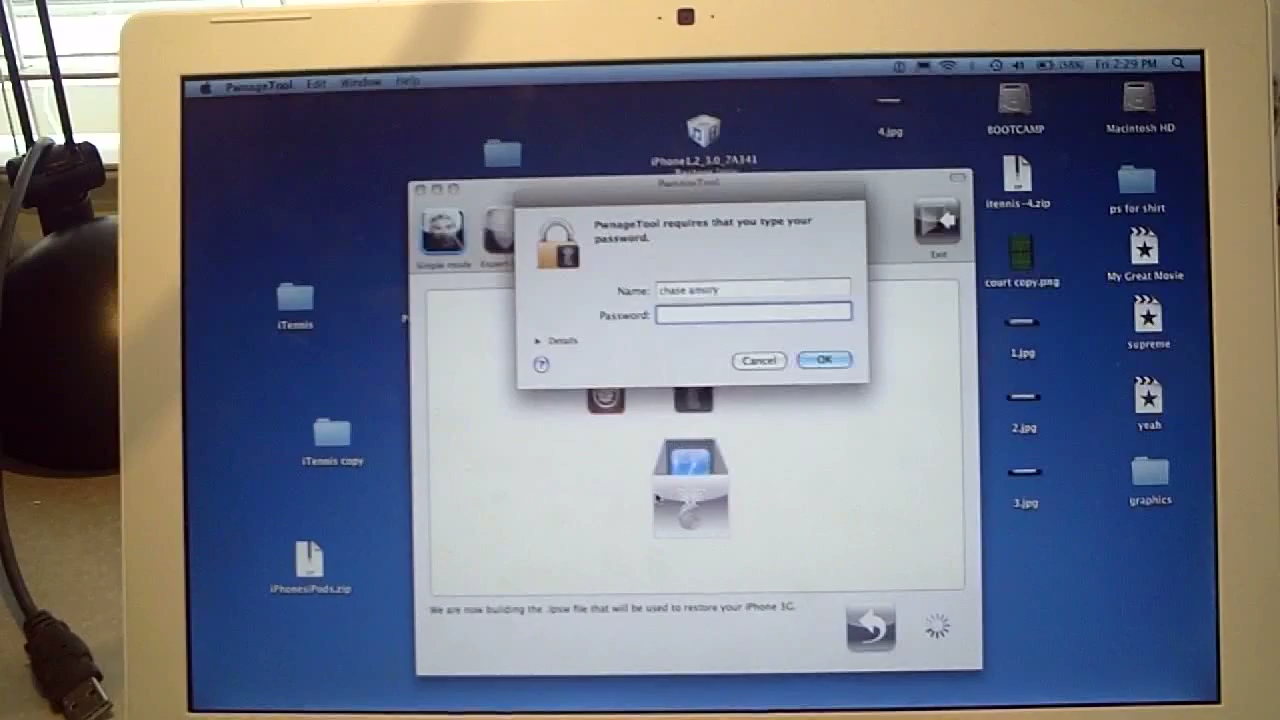 PwnageTool Edit Window Help
(58%) Fri 2:29 PM
4.jpg
BOOTCAMP
Macintosh HD
iPhone1,2_3.0_7A341
PwnageTool
itennis-4.zip
ps for shirt
PwnageTool requires that you type your
password.
Simple mode
Exit
court copy.png
My Great Movie
Name: chase amory
Password:
iTennis
1.jpg
supreme
Details
?
Cancel
OK
2.jpg
yeah
iTennis copy
3.jpg
graphics
iPhonesiPods.zip
We are now building the .ipsw file that will be used to restore your iPhone 3G.